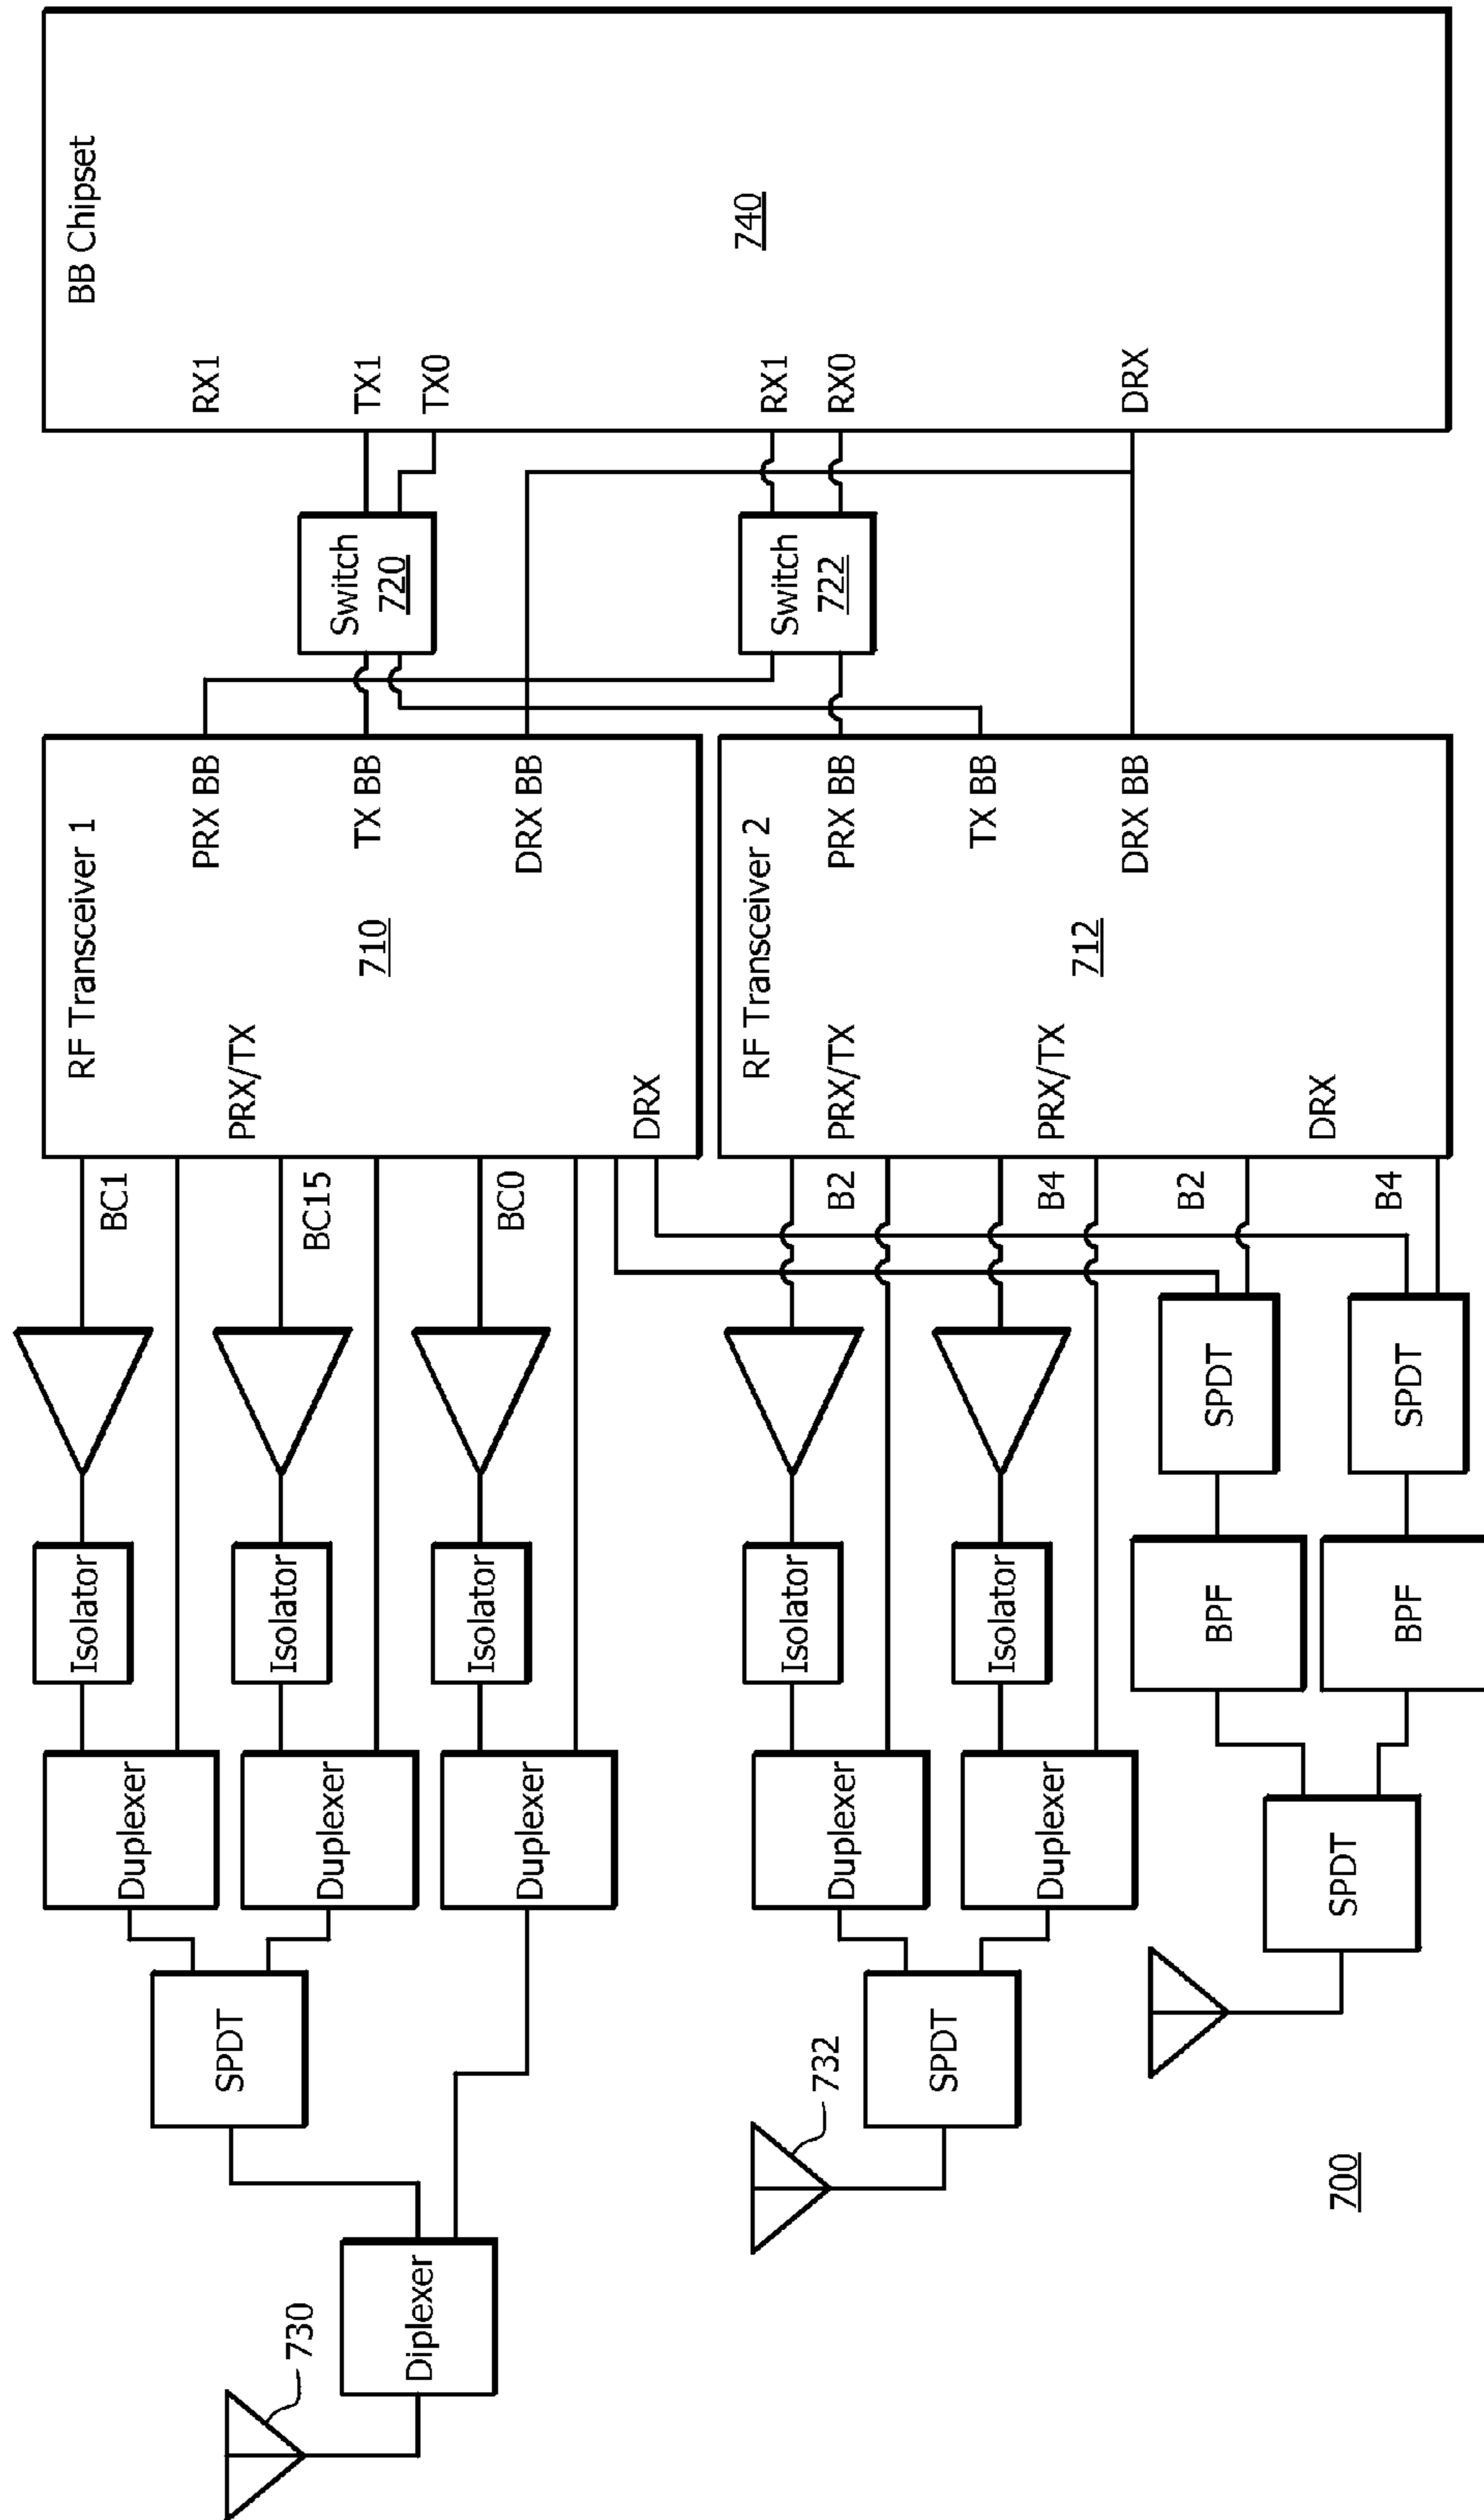 BB Chipset
740
RX1
TX1
TX0
RX1
RX0
DRX
Switch
720
Switch
722
RF Transceiver 1
710
PRX BB
TX BB
DRX BB
PRX/TX
DRX
RF Transceiver 2
712
PRX BB
TX BB
DRX BB
PRX/TX
PRX/TX
DRX
BC1
BC15
BC0
B2
B4
B2
B4
SPDT
SPDT
Isolator
Isolator
Isolator
Isolator
Isolator
BPF
BPF
Duplexer
Duplexer
Duplexer
Duplexer
Duplexer
SPDT
SPDT
SPDT
732
Diplexer
730
700